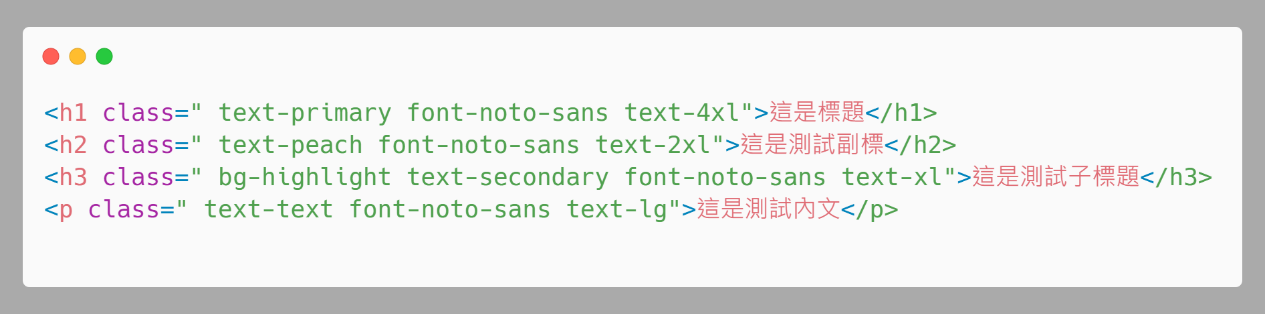 <h1 class=" text-primary font-noto-sans text-4xl">這是標題</h1>
<h2 class=" text-peach font-noto-sans text-2xl">這是測試副標</h2>
<h3 class=" bg-highlight text-secondary font-noto-sans text-xl">這是測試子標題</h3>
<p class=" text-text font-noto-sans text-lg">這是測試內文</p>